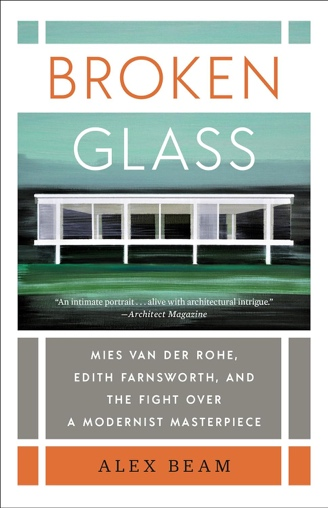 BROKEN
GLASS
“An intimate portrait . . . alive with architectural intrigue.”
—Architect Magazine
MIES VAN DER ROHE,
EDITH FARNSWORTH, AND
THE FIGHT OVER
A MODERNIST MASTERPIECE
ALEX BEAM